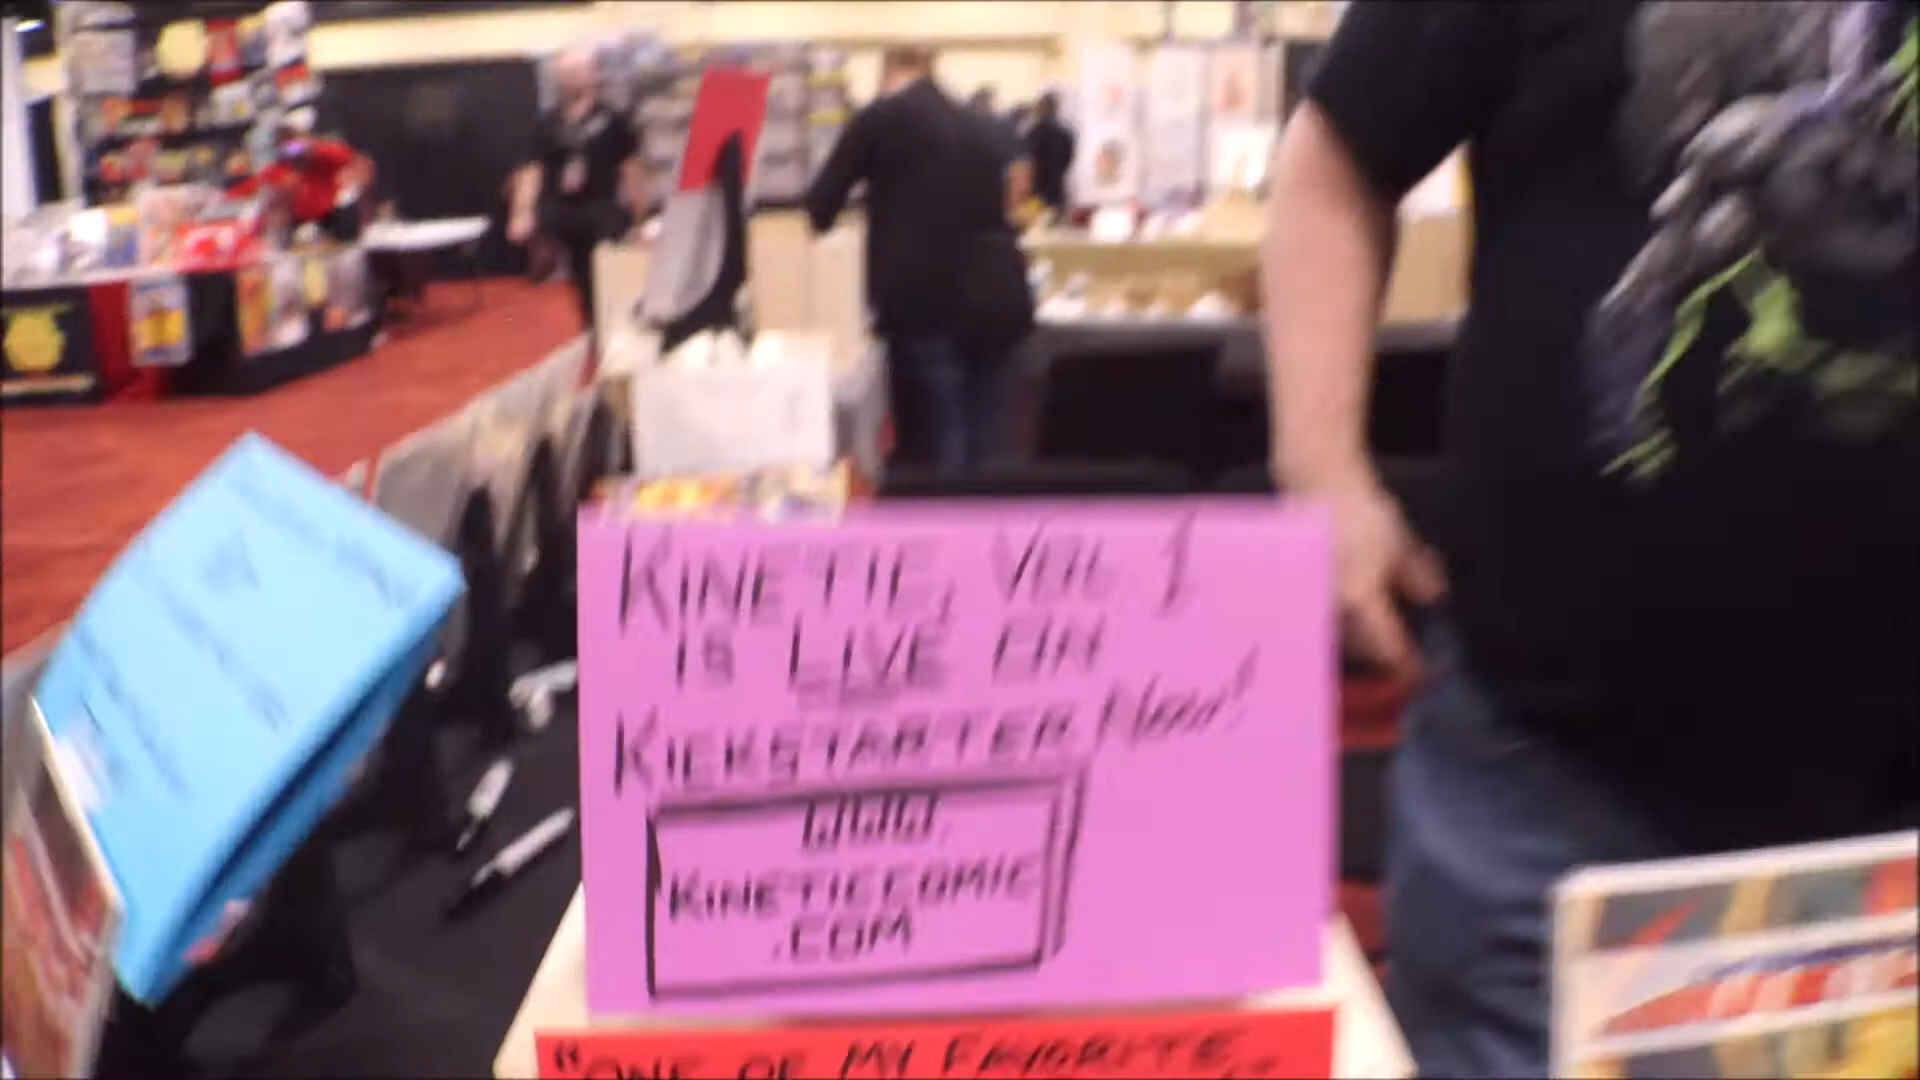 KINETIC, VOL. 1
IS LIVE ON
KICKSTARTER Now!
WWW.
KINETICCOMIC
.COM
"ONE OF MY FAVORITE